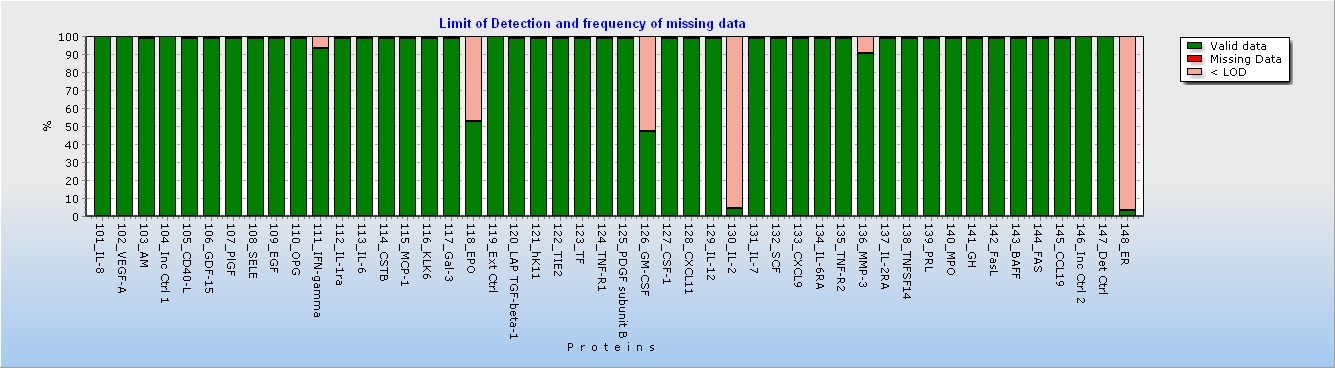 Limit of Detection and frequency of missing data
100
90
80
70
60
50
40
30
20
10
0
%
101_IL-8
102_VEGF-A
103_AM
104_Inc Ctrl 1
105_CD40-L
106_GDF-15
107_PlGF
108_SELE
109_EGF
110_OPG
111_IFN-gamma
112_IL-1ra
113_IL-6
114_CSTB
115_MCP-1
116_KLK6
117_Gal-3
118_EPO
119_Ext Ctrl
120_LAP TGF-beta-1
121_hK11
122_TIE2
123_TF
124_TNF-R1
125_PDGF subunit B
126_GM-CSF
127_CSF-1
128_CXCL11
129_IL-12
130_IL-2
131_IL-7
132_SCF
133_CXCL9
134_IL-6RA
135_TNF-R2
136_MMP-3
137_IL-2RA
138_TNFSF14
139_PRL
140_MPO
141_GH
142_FasL
143_BAFF
144_FAS
145_CCL19
146_Inc Ctrl 2
147_Det Ctrl
148_ER
Proteins
Valid data
Missing Data
< LOD